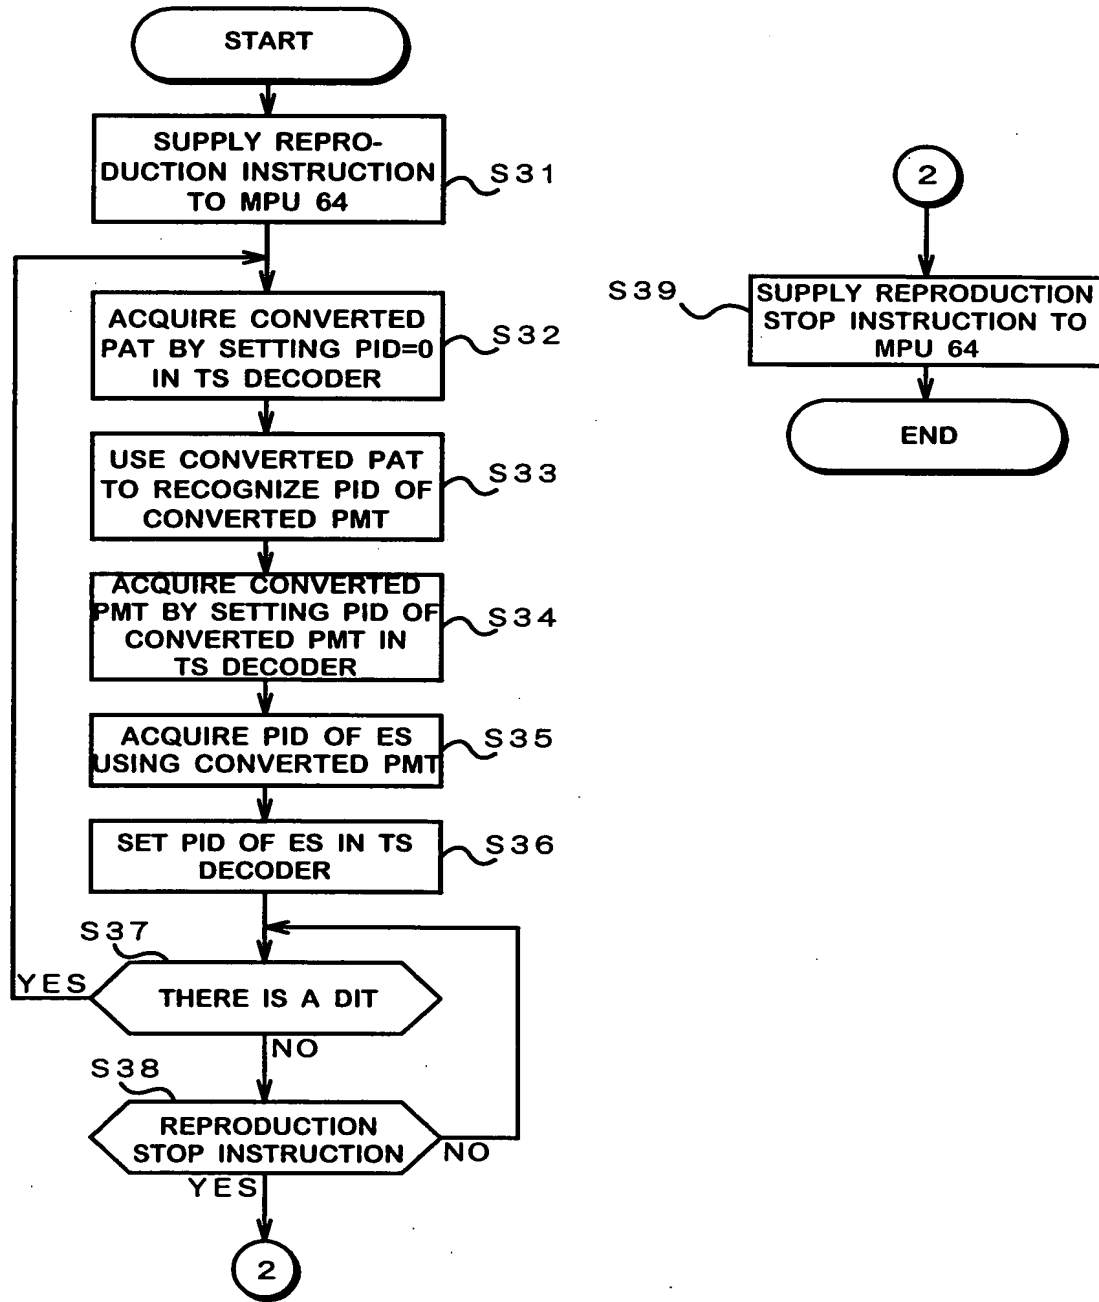 START
SUPPLY REPRO-
DUCTION INSTRUCTION
TO MPU 64
S31
ACQUIRE CONVERTED
PAT BY SETTING PID=0
IN TS DECODER
S32
USE CONVERTED PAT
TO RECOGNIZE PID OF
CONVERTED PMT
S33
ACQUIRE CONVERTED
PMT BY SETTING PID OF
CONVERTED PMT IN
TS DECODER
S34
ACQUIRE PID OF ES
USING CONVERTED PMT
S35
SET PID OF ES IN TS
DECODER
S36
S37
YES
THERE IS A DIT
NO
S38
REPRODUCTION
STOP INSTRUCTION
NO
YES
2
2
S39
SUPPLY REPRODUCTION
STOP INSTRUCTION TO
MPU 64
END